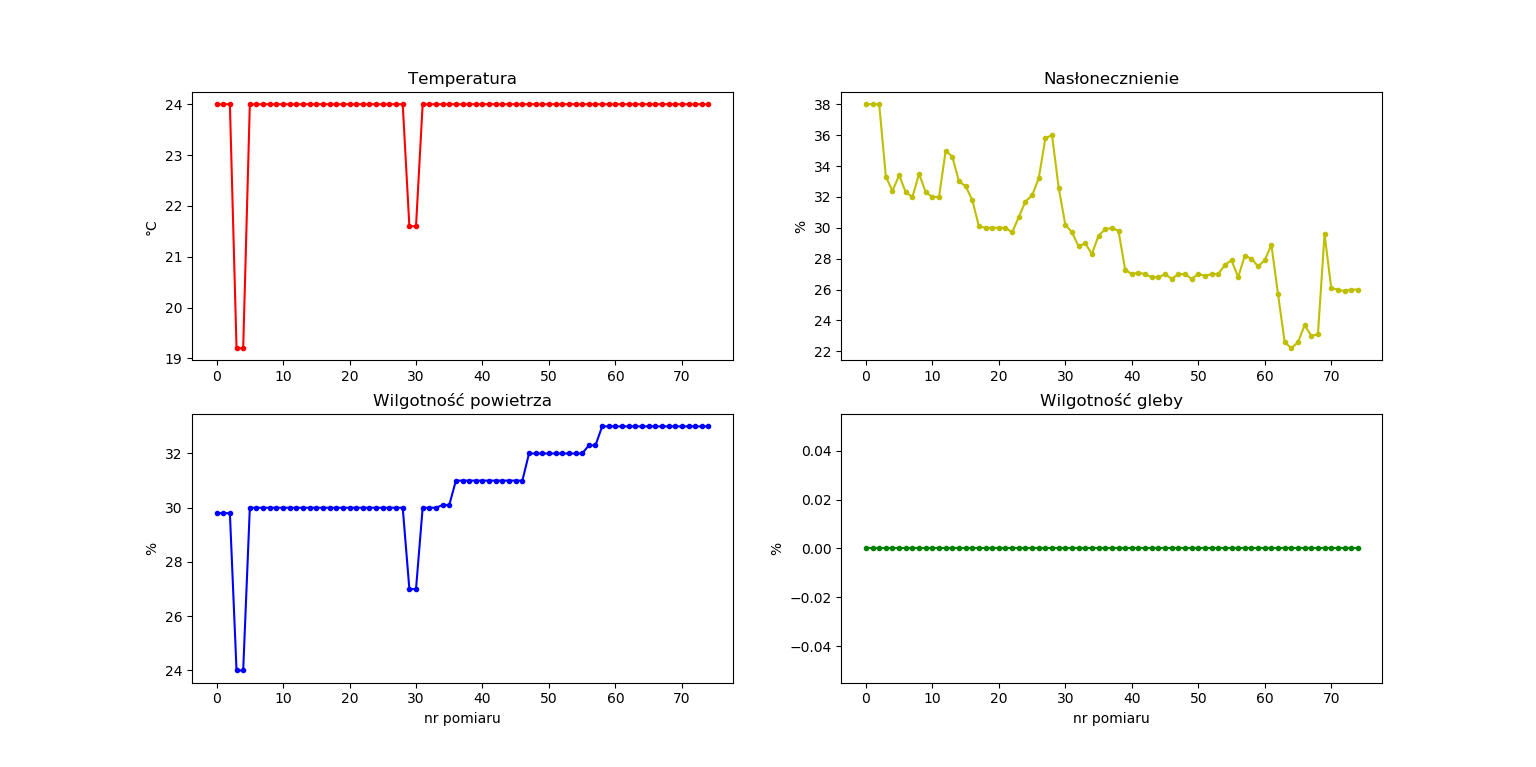 Temperatura
24
23
22
21
20
19
°C
0 10 20 30 40 50 60 70
Nasłonecznienie
38
36
34
32
30
28
26
24
22
%
0 10 20 30 40 50 60 70
Wilgotność powietrza
32
30
28
26
24
%
0 10 20 30 40 50 60 70
nr pomiaru
Wilgotność gleby
0.04
0.02
0.00
−0.02
−0.04
%
0 10 20 30 40 50 60 70
nr pomiaru